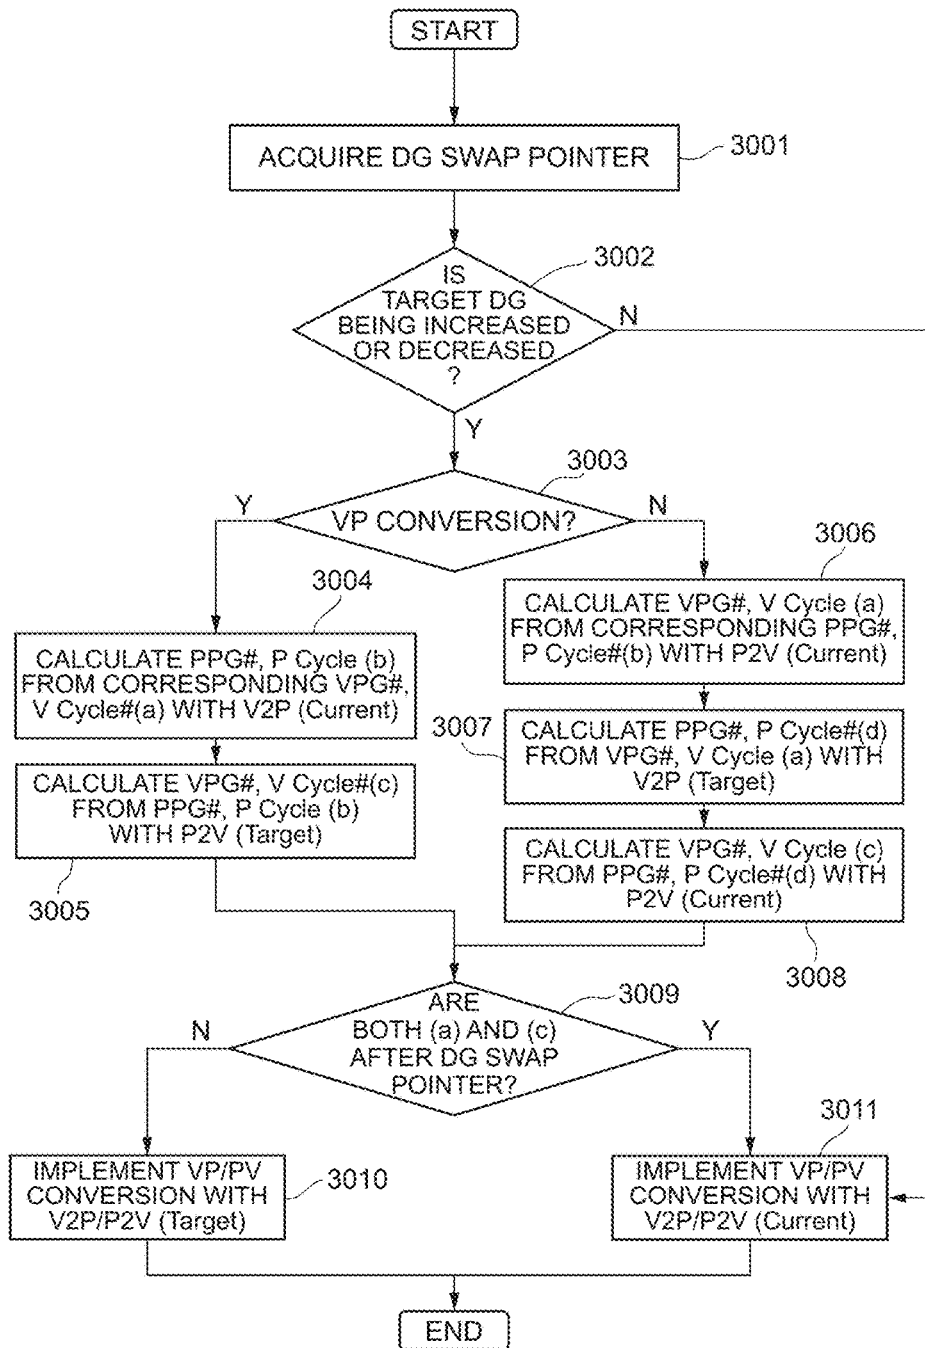 START
ACQUIRE DG SWAP POINTER
3001
3002
IS
TARGET DG
BEING INCREASED
OR DECREASED
?
N
Y
3003
Y
VP CONVERSION?
N
3004
CALCULATE PPG#, P Cycle (b)
FROM CORRESPONDING VPG#,
V Cycle#(a) WITH V2P (Current)
CALCULATE VPG#, V Cycle#(c)
FROM PPG#, P Cycle (b)
WITH P2V (Target)
3005
3006
CALCULATE VPG#, V Cycle (a)
FROM CORRESPONDING PPG#,
P Cycle#(b) WITH P2V (Current)
3007
CALCULATE PPG#, P Cycle#(d)
FROM VPG#, V Cycle (a) WITH
V2P (Target)
CALCULATE VPG#, V Cycle (c)
FROM PPG#, P Cycle#(d) WITH
P2V (Current)
3008
3009
N
ARE
BOTH (a) AND (c)
AFTER DG SWAP
POINTER?
Y
IMPLEMENT VP/PV
CONVERSION WITH
V2P/P2V (Target)
3010
3011
IMPLEMENT VP/PV
CONVERSION WITH
V2P/P2V (Current)
END